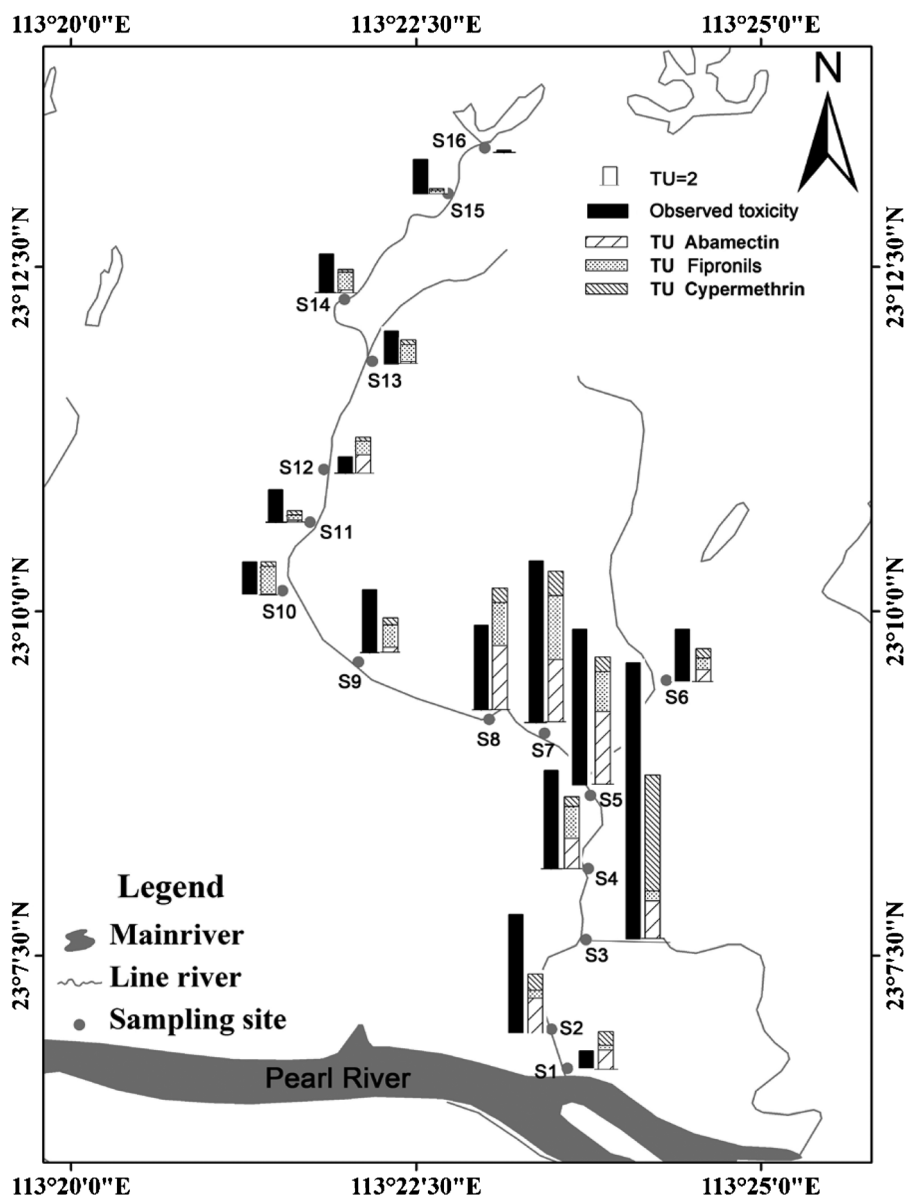 113°20'0"E 113°22'30"E 113°25'0"E
N
S16
TU=2
S15
Observed toxicity
TU Abamectin
23°12'30"N
23°12'30"N
TU Fipronils
S14
TU Cypermethrin
S13
S12
S11
S10
23°10'0"N
23°10'0"N
S9
S6
S8
S7
S5
S4
Legend
Mainriver
S3
Line river
23°7'30"N
23°7'30"N
Sampling site
S2
S1
Pearl River
113°20'0"E 113°22'30"E 113°25'0"E